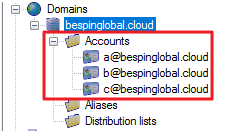 Domains
bespinglobal.cloud
Accounts
a@bespinglobal.cloud
b@bespinglobal.cloud
c@bespinglobal.cloud
Aliases
Distribution lists